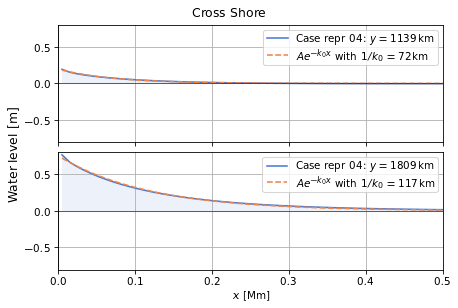 Cross Shore
Water level [m]
0.5
0.0
−0.5
Case repr 04: y = 1139 km
Ae^{−k₀x} with 1/k₀ = 72 km
0.5
0.0
−0.5
Case repr 04: y = 1809 km
Ae^{−k₀x} with 1/k₀ = 117 km
0.0 0.1 0.2 0.3 0.4 0.5
x [Mm]